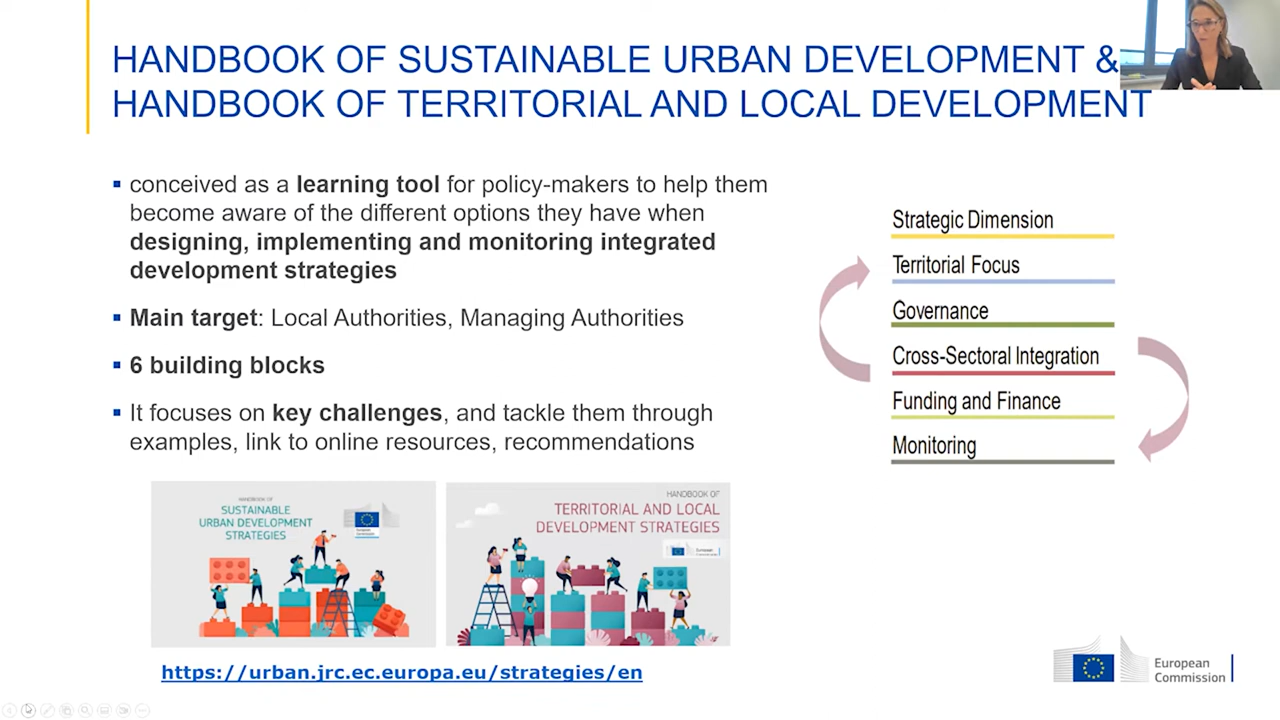 HANDBOOK OF SUSTAINABLE URBAN DEVELOPMENT &
HANDBOOK OF TERRITORIAL AND LOCAL DEVELOPMENT
▪ conceived as a learning tool for policy-makers to help them
become aware of the different options they have when
designing, implementing and monitoring integrated
development strategies
▪ Main target: Local Authorities, Managing Authorities
▪ 6 building blocks
▪ It focuses on key challenges, and tackle them through
examples, link to online resources, recommendations
Strategic Dimension
Territorial Focus
Governance
Cross-Sectoral Integration
Funding and Finance
Monitoring
HANDBOOK OF
SUSTAINABLE
URBAN DEVELOPMENT
STRATEGIES
HANDBOOK OF
TERRITORIAL AND LOCAL
DEVELOPMENT STRATEGIES
https://urban.jrc.ec.europa.eu/strategies/en
European
Commission